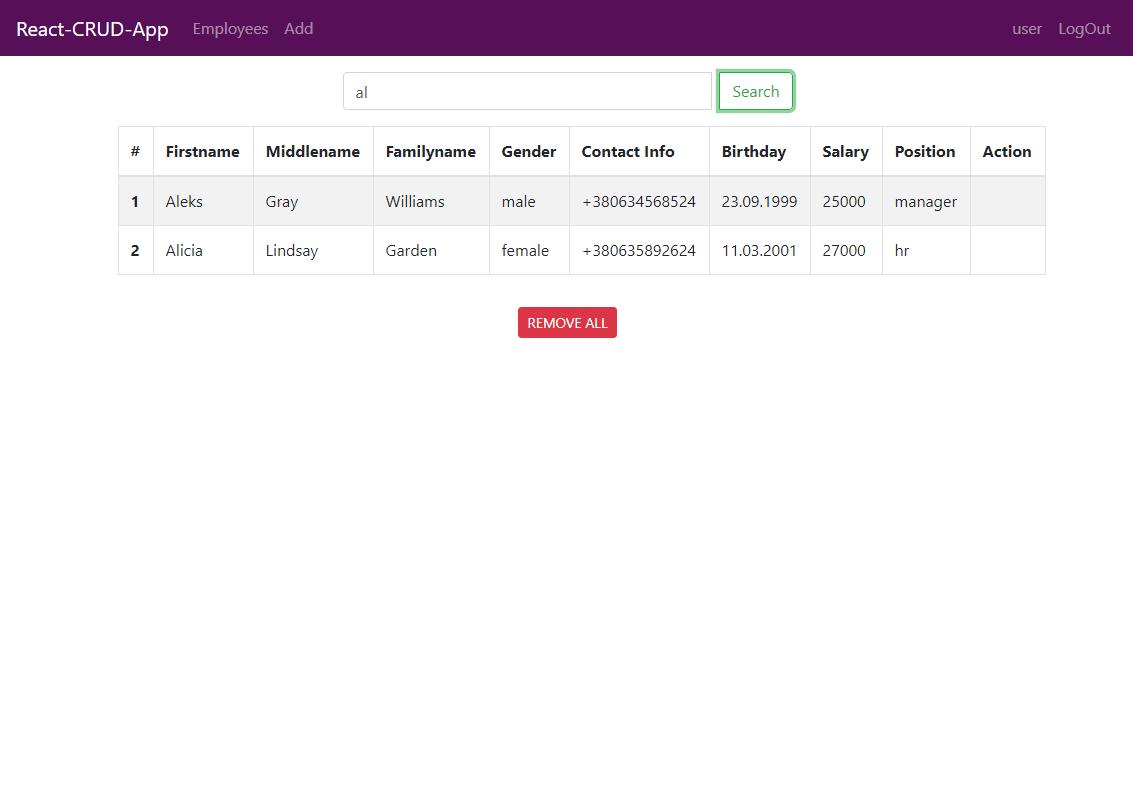 React-CRUD-App Employees Add user LogOut
al Search
# Firstname Middlename Familyname Gender Contact Info Birthday Salary Position Action
1 Aleks Gray Williams male +380634568524 23.09.1999 25000 manager
2 Alicia Lindsay Garden female +380635892624 11.03.2001 27000 hr
REMOVE ALL